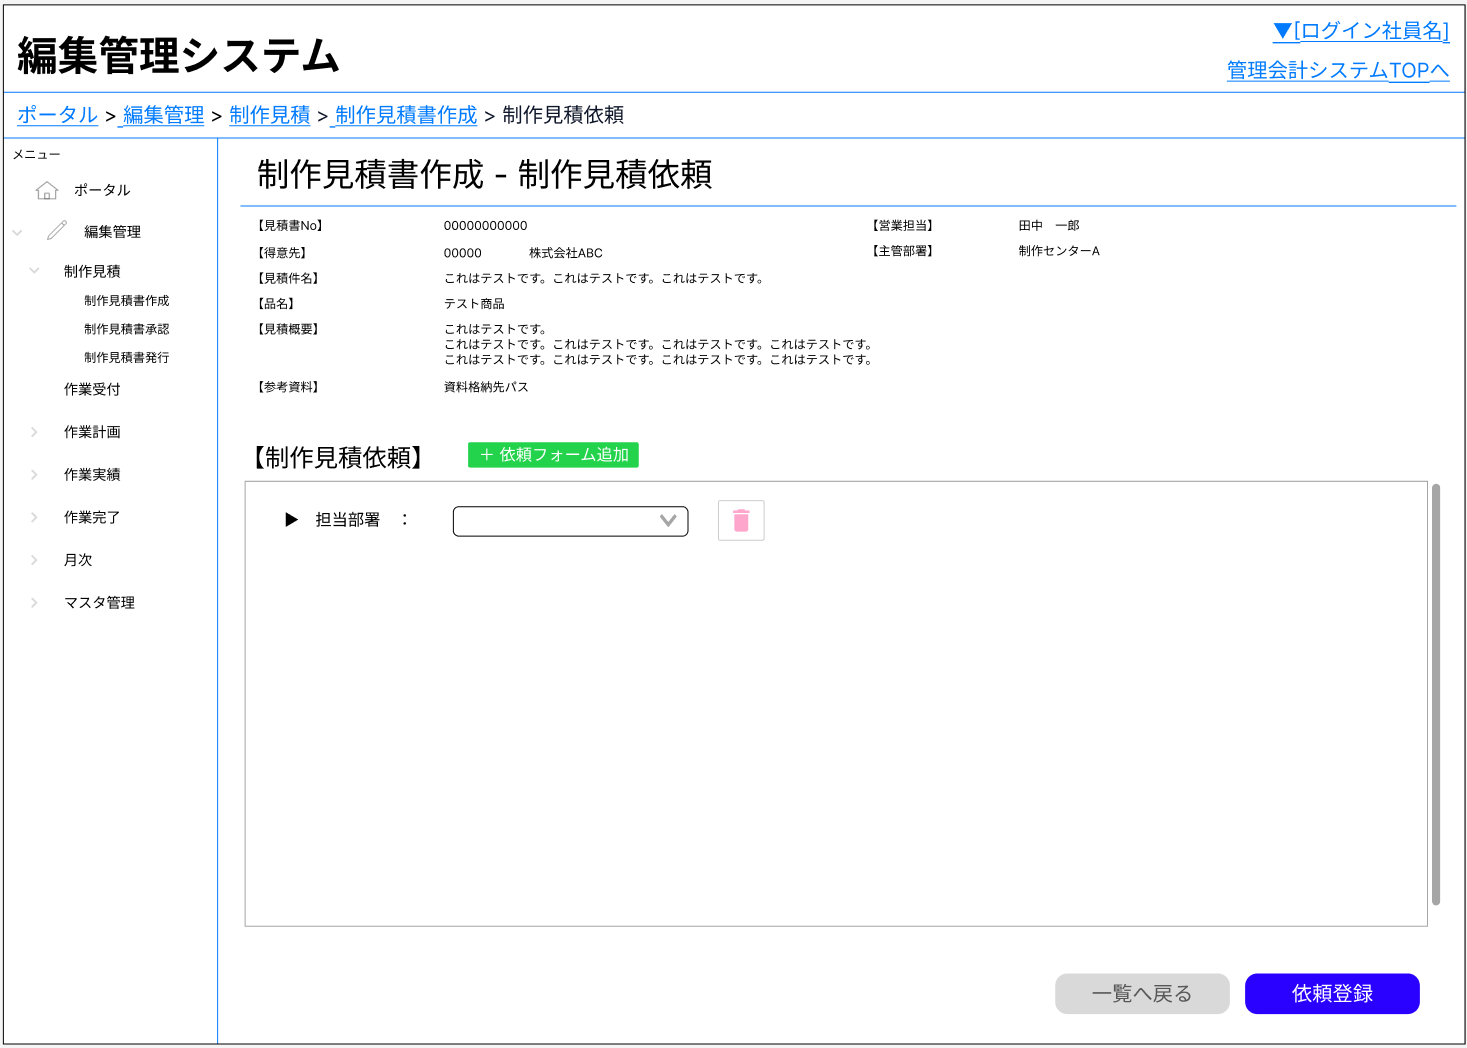 編集管理システム
▼[ログイン社員名]
管理会計システムTOPへ
ポータル > 編集管理 > 制作見積 > 制作見積書作成 > 制作見積依頼
メニュー
ポータル
編集管理
制作見積
制作見積書作成
制作見積書承認
制作見積書発行
作業受付
作業計画
作業実績
作業完了
月次
マスタ管理
制作見積書作成 - 制作見積依頼
【見積書No】 00000000000 【営業担当】 田中　一郎
【得意先】 00000 株式会社ABC 【主管部署】 制作センターA
【見積件名】 これはテストです。これはテストです。これはテストです。
【品名】 テスト商品
【見積概要】 これはテストです。
これはテストです。これはテストです。これはテストです。これはテストです。
これはテストです。これはテストです。これはテストです。これはテストです。
【参考資料】 資料格納先パス
【制作見積依頼】 ＋ 依頼フォーム追加
▶ 担当部署 ：
一覧へ戻る 依頼登録